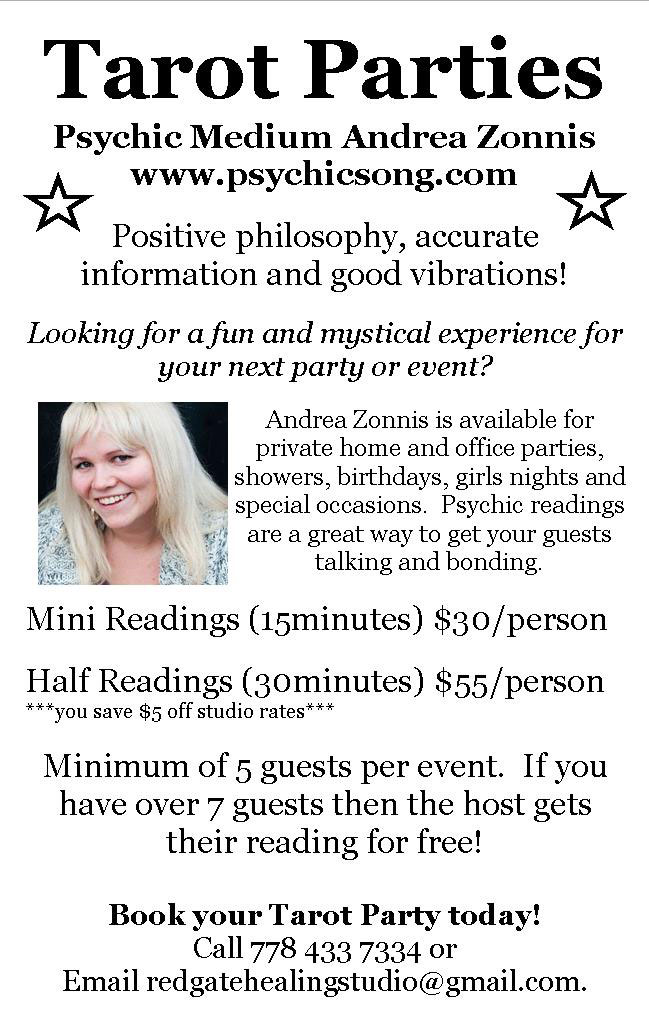 Tarot Parties
Psychic Medium Andrea Zonnis
www.psychicsong.com
Positive philosophy, accurate
information and good vibrations!
Looking for a fun and mystical experience for
your next party or event?
Andrea Zonnis is available for
private home and office parties,
showers, birthdays, girls nights and
special occasions.  Psychic readings
are a great way to get your guests
talking and bonding.
Mini Readings (15minutes) $30/person
Half Readings (30minutes) $55/person
***you save $5 off studio rates***
Minimum of 5 guests per event.  If you
have over 7 guests then the host gets
their reading for free!
Book your Tarot Party today!
Call 778 433 7334 or
Email redgatehealingstudio@gmail.com.